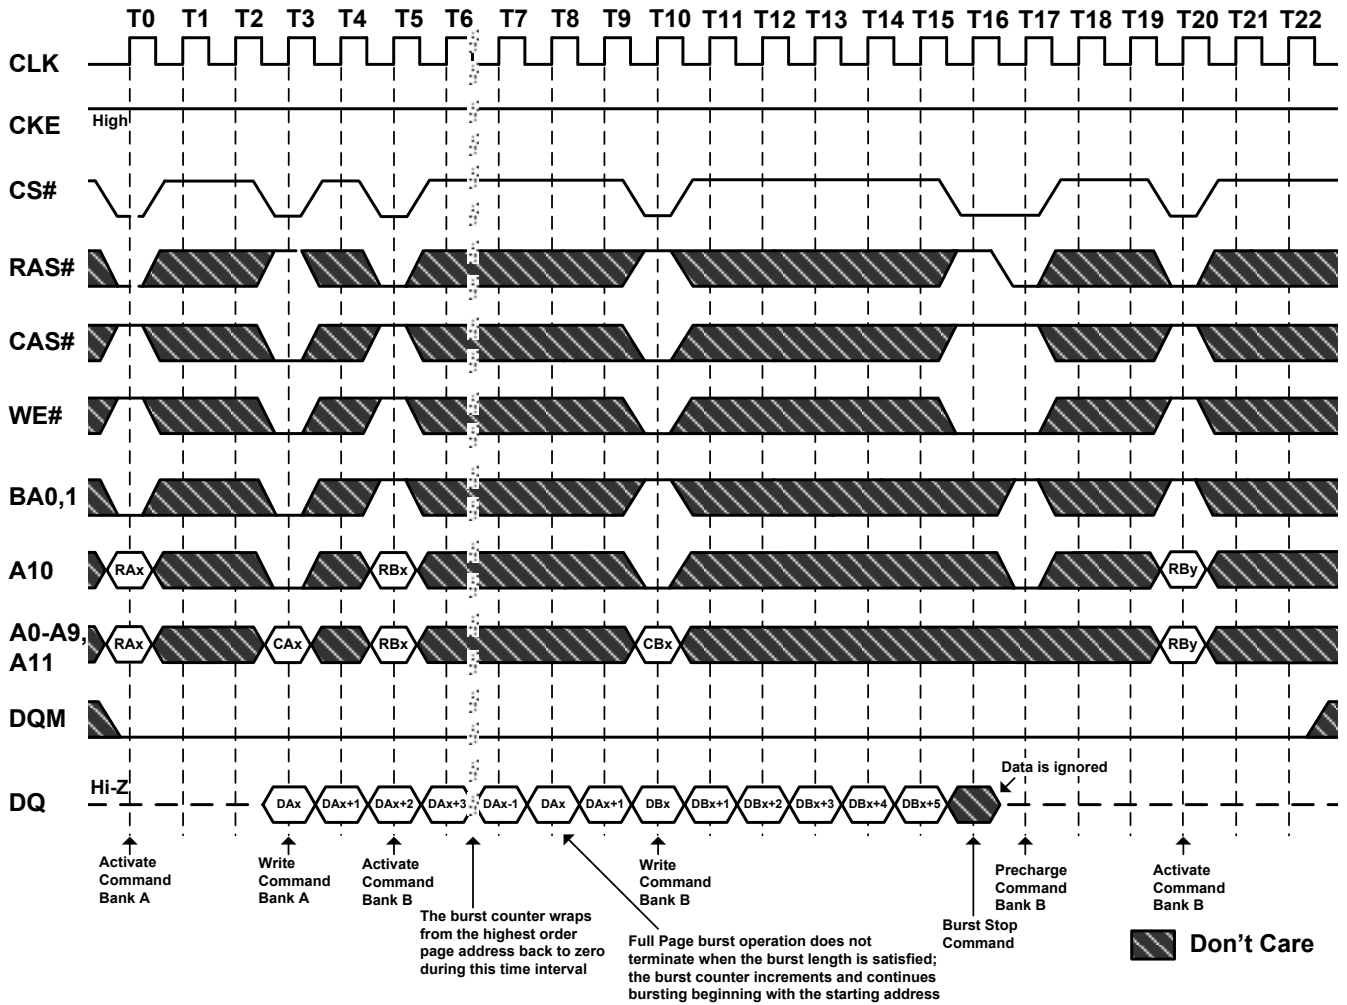 T0 T1 T2 T3 T4 T5 T6 T7 T8 T9 T10 T11 T12 T13 T14 T15 T16 T17 T18 T19 T20 T21 T22
CLK
CKE
High
CS#
RAS#
CAS#
WE#
BA0,1
A10
RAx RBx RBy
A0-A9,
A11
RAx CAx RBx CBx RBy
DQM
DQ
Hi-Z
DAx DAx+1 DAx+2 DAx+3 DAx-1 DAx DAx+1 DBx DBx+1 DBx+2 DBx+3 DBx+4 DBx+5
Data is ignored
Activate
Command
Bank A
Write
Command
Bank A
Activate
Command
Bank B
The burst counter wraps
from the highest order
page address back to zero
during this time interval
Full Page burst operation does not
terminate when the burst length is satisfied;
the burst counter increments and continues
bursting beginning with the starting address
Write
Command
Bank B
Burst Stop
Command
Precharge
Command
Bank B
Activate
Command
Bank B
Don't Care